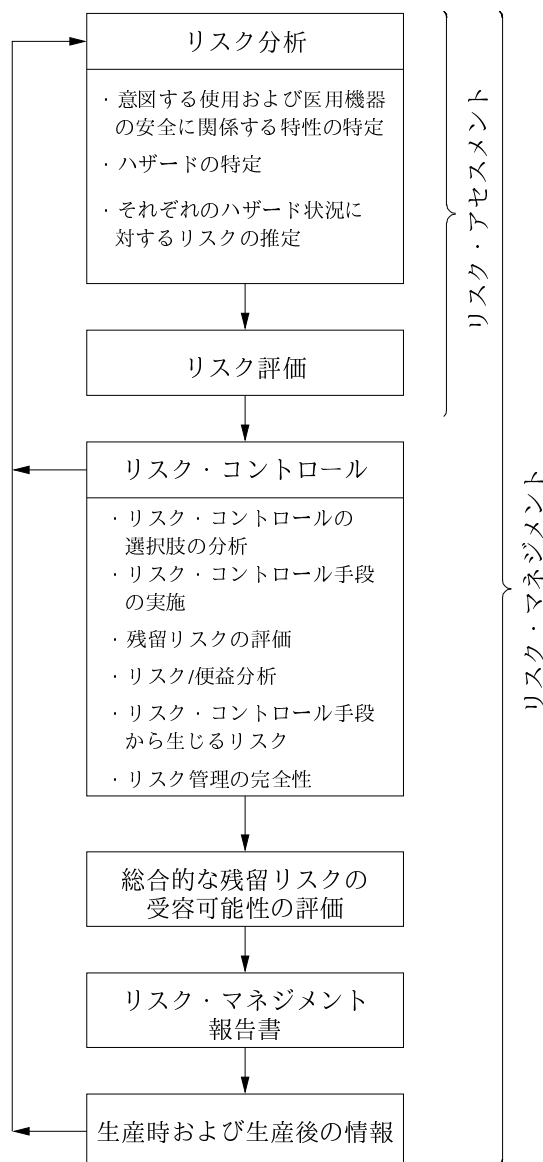 リスク分析
・意図する使用および医用機器
の安全に関係する特性の特定
・ハザードの特定
・それぞれのハザード状況に
対するリスクの推定
リスク評価
リスク・アセスメント
リスク・コントロール
・リスク・コントロールの
選択肢の分析
・リスク・コントロール手段
の実施
・残留リスクの評価
・リスク/便益分析
・リスク・コントロール手段
から生じるリスク
・リスク管理の完全性
総合的な残留リスクの
受容可能性の評価
リスク・マネジメント
報告書
生産時および生産後の情報
リスク・マネジメント